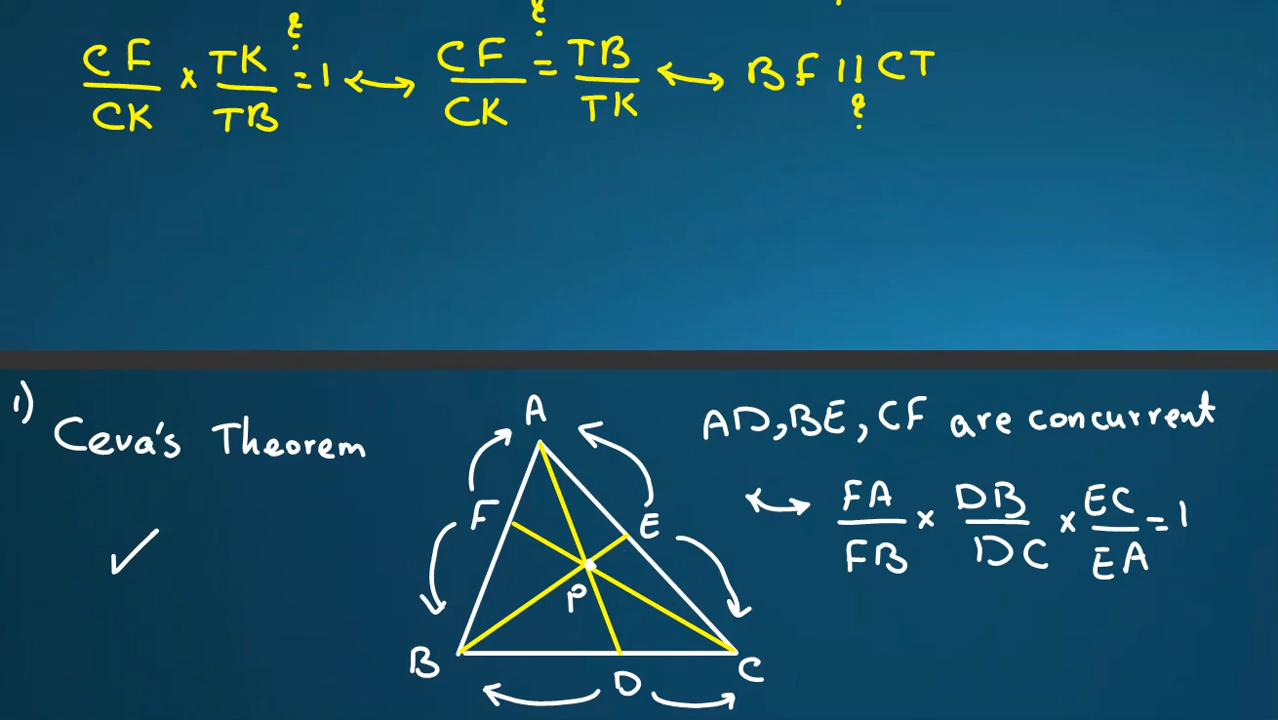 CF/CK × TK/TB =? 1 ↔ CF/CK =? TB/TK ↔ BF ||? CT
1) Ceva's Theorem
AD, BE, CF are concurrent
↔ FA/FB × DB/DC × EC/EA = 1
A
F
E
P
B
D
C